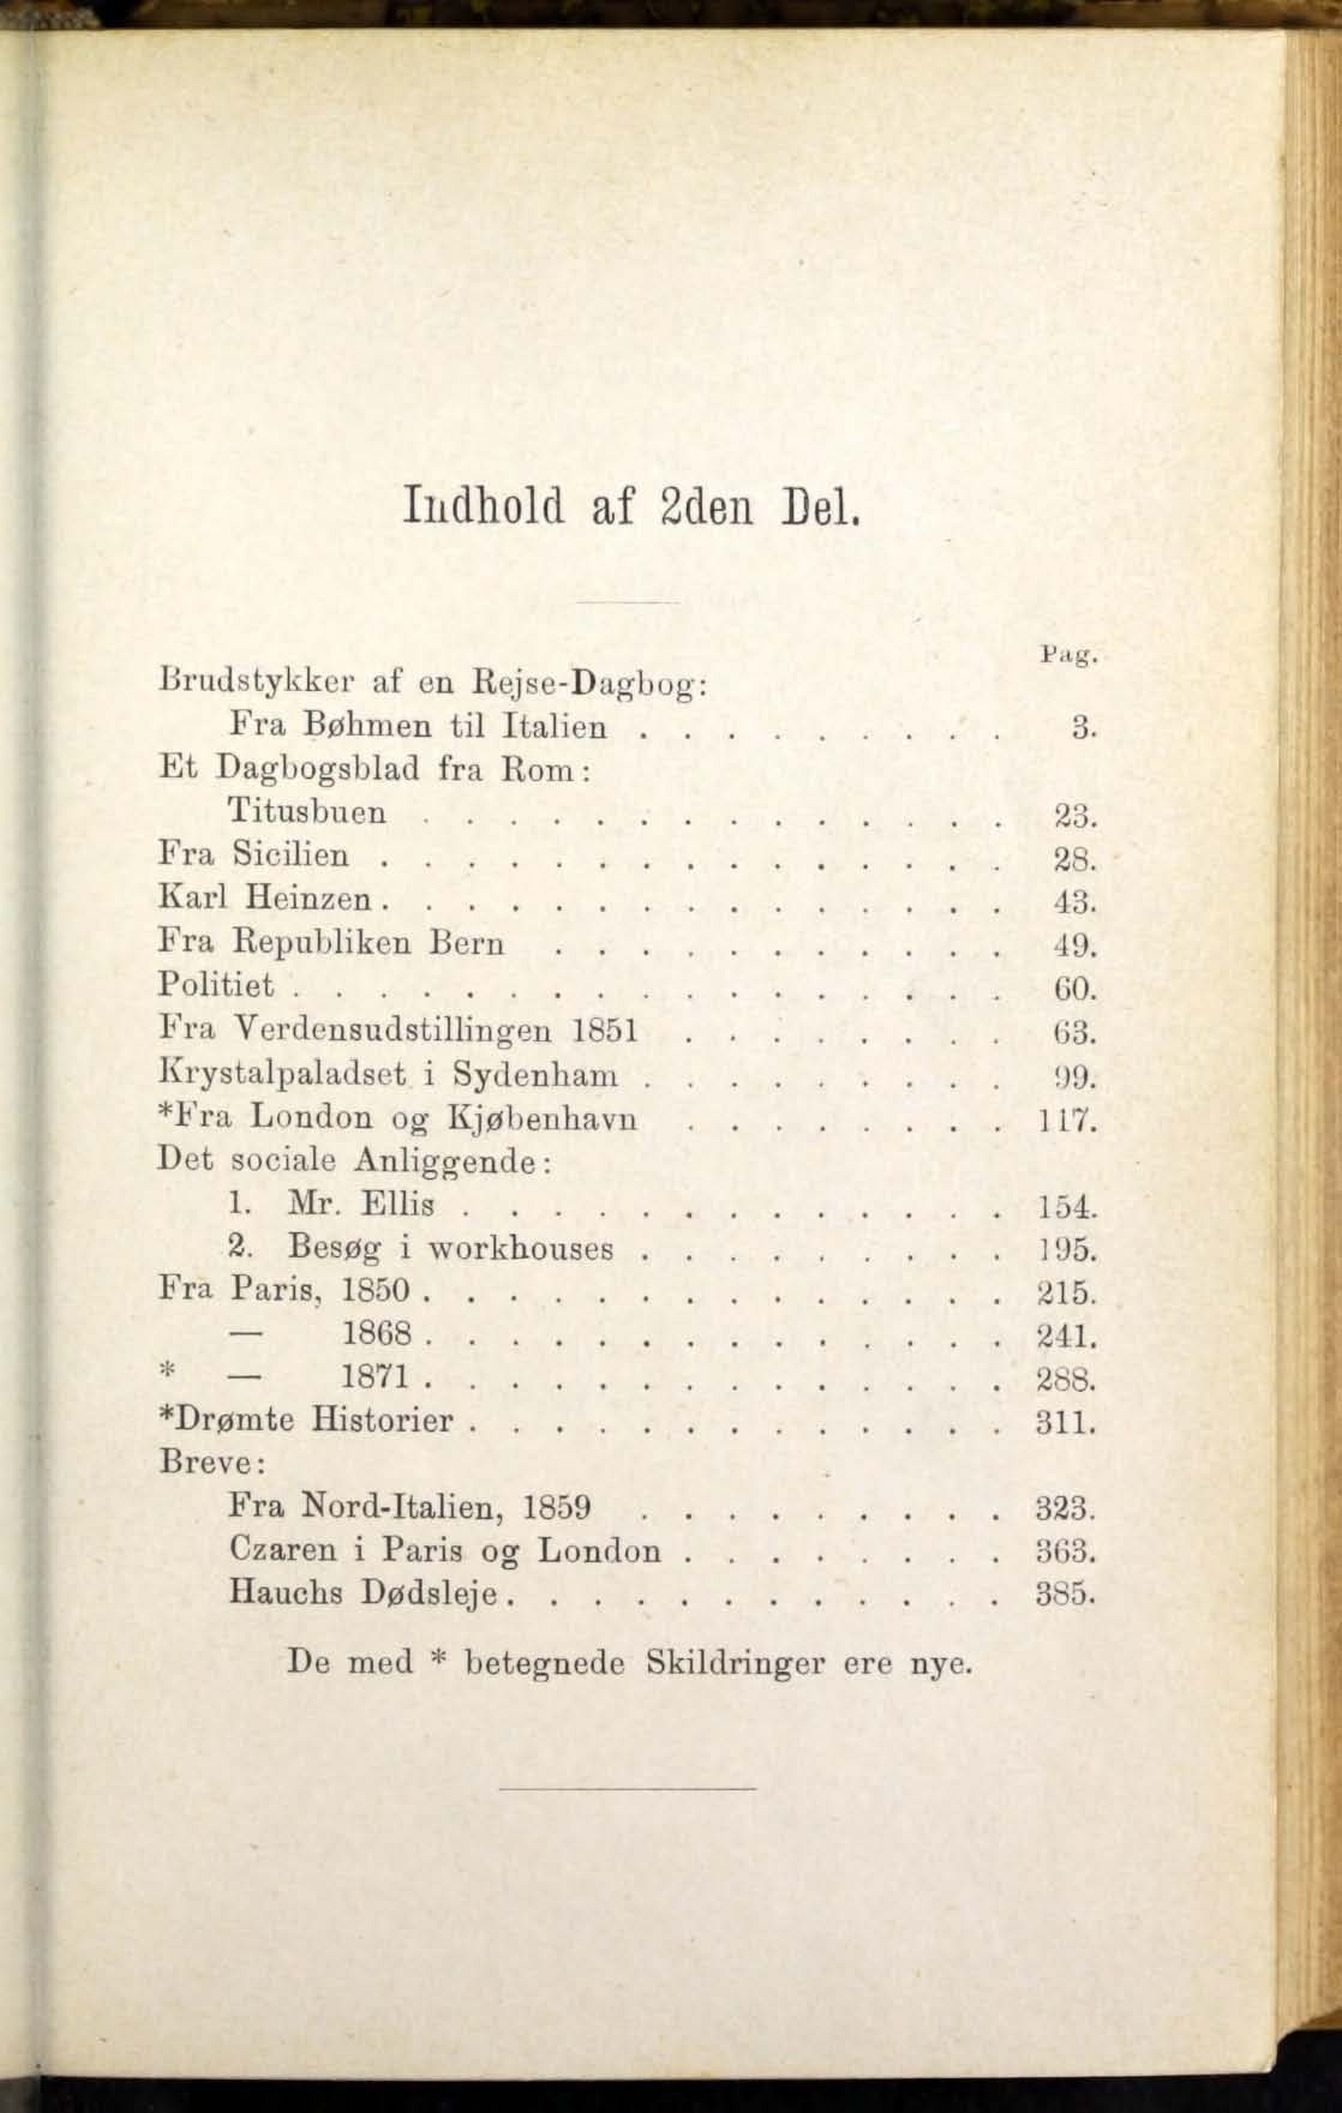 Indhold af 2den Del.
Pag.
Brudstykker af en Rejse-Dagbog:
Fra Bøhmen til Italien . . . . . . . . . 3.
Et Dagbogsblad fra Rom:
Titusbuen . . . . . . . . . . . . . . 23.
Fra Sicilien . . . . . . . . . . . . . . . 28.
Karl Heinzen . . . . . . . . . . . . . . . 43.
Fra Republiken Bern . . . . . . . . . . . 49.
Politiet . . . . . . . . . . . . . . . . . 60.
Fra Verdensudstillingen 1851 . . . . . . . . 63.
Krystalpaladset i Sydenham . . . . . . . . . 99.
*Fra London og Kjøbenhavn . . . . . . . . 117.
Det sociale Anliggende:
1. Mr. Ellis . . . . . . . . . . . . . 154.
2. Besøg i workhouses . . . . . . . . . 195.
Fra Paris, 1850 . . . . . . . . . . . . . . 215.
— 1868 . . . . . . . . . . . . . . 241.
* — 1871 . . . . . . . . . . . . . . 288.
*Drømte Historier . . . . . . . . . . . . . 311.
Breve:
Fra Nord-Italien, 1859 . . . . . . . . . 323.
Czaren i Paris og London . . . . . . . . 363.
Hauchs Dødsleje . . . . . . . . . . . . 385.
De med * betegnede Skildringer ere nye.